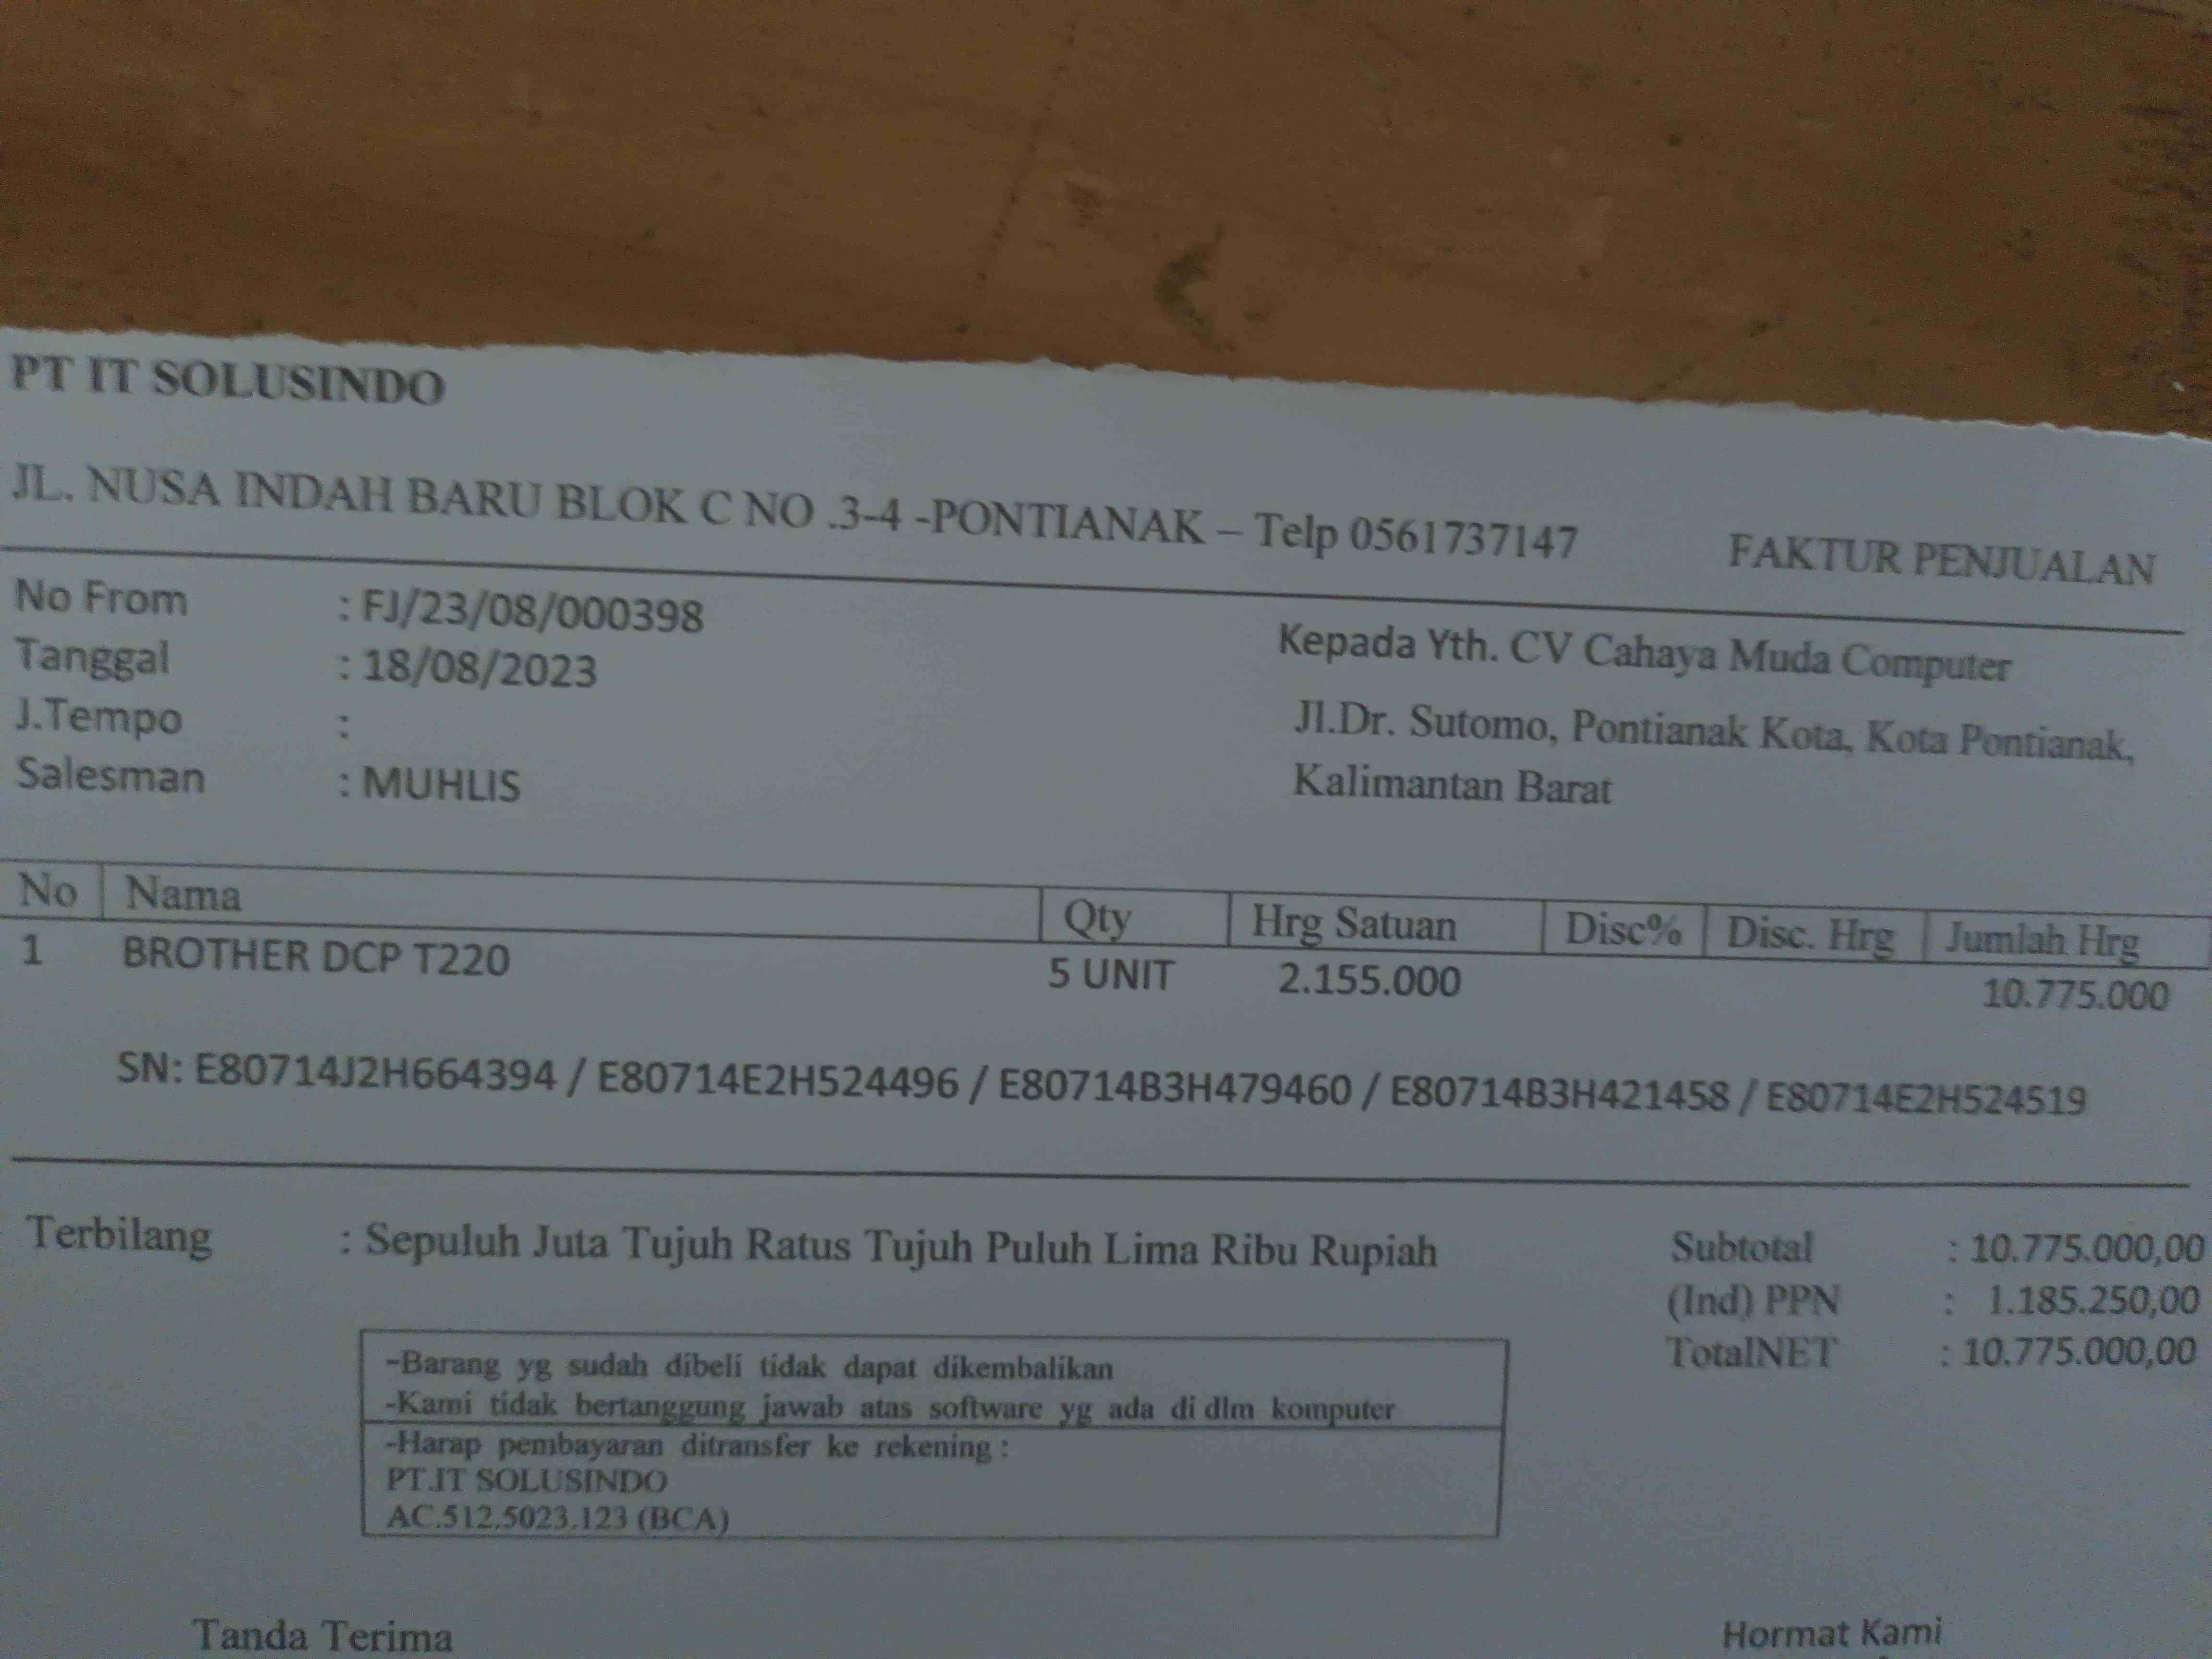 PT IT SOLUSINDO
JL. NUSA INDAH BARU BLOK C NO .3-4 -PONTIANAK – Telp 0561737147 FAKTUR PENJUALAN
No From : FJ/23/08/000398
Tanggal : 18/08/2023
J.Tempo :
Salesman : MUHLIS
Kepada Yth. CV Cahaya Muda Computer
Jl.Dr. Sutomo, Pontianak Kota, Kota Pontianak,
Kalimantan Barat
No Nama Qty Hrg Satuan Disc% Disc. Hrg Jumlah Hrg
1 BROTHER DCP T220 5 UNIT 2.155.000 10.775.000
SN: E80714J2H664394 / E80714E2H524496 / E80714B3H479460 / E80714B3H421458 / E80714E2H524519
Terbilang : Sepuluh Juta Tujuh Ratus Tujuh Puluh Lima Ribu Rupiah
Subtotal : 10.775.000,00
(Ind) PPN : 1.185.250,00
TotalNET : 10.775.000,00
-Barang yg sudah dibeli tidak dapat dikembalikan
-Kami tidak bertanggung jawab atas software yg ada di dlm komputer
-Harap pembayaran ditransfer ke rekening :
PT.IT SOLUSINDO
AC.512.5023.123 (BCA)
Tanda Terima Hormat Kami